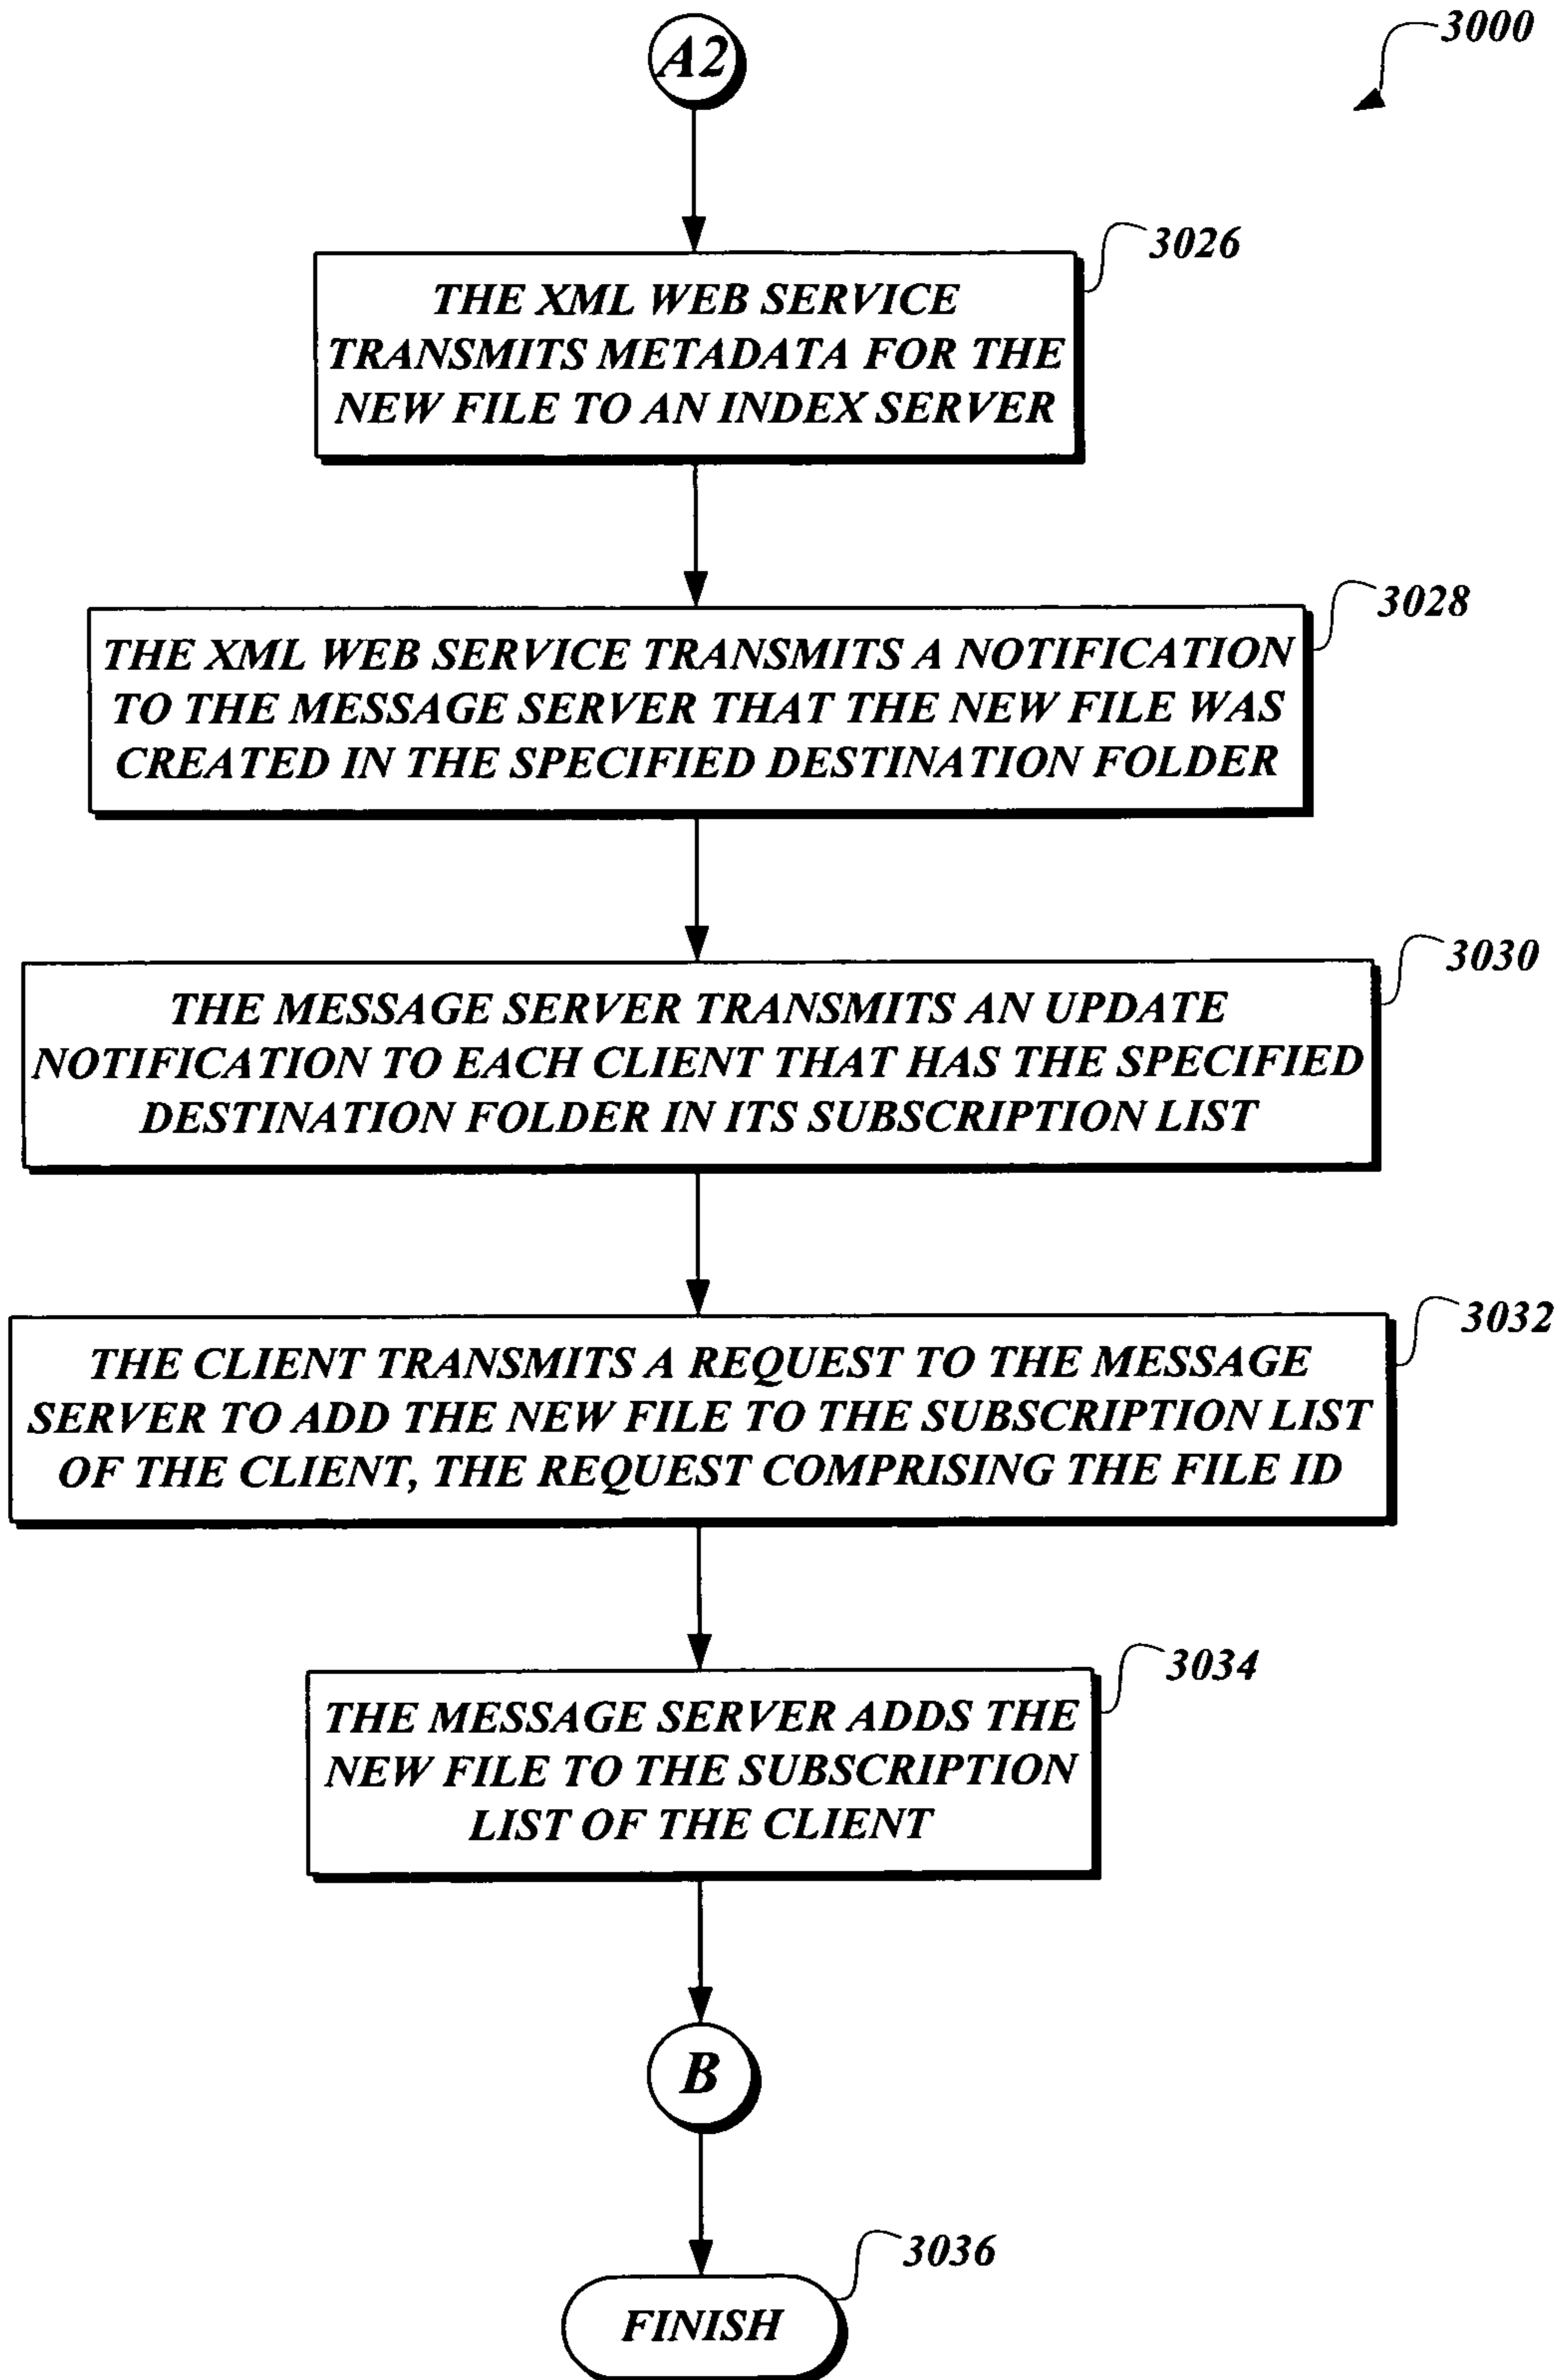 A2
3000
3026
THE XML WEB SERVICE
TRANSMITS METADATA FOR THE
NEW FILE TO AN INDEX SERVER
3028
THE XML WEB SERVICE TRANSMITS A NOTIFICATION
TO THE MESSAGE SERVER THAT THE NEW FILE WAS
CREATED IN THE SPECIFIED DESTINATION FOLDER
3030
THE MESSAGE SERVER TRANSMITS AN UPDATE
NOTIFICATION TO EACH CLIENT THAT HAS THE SPECIFIED
DESTINATION FOLDER IN ITS SUBSCRIPTION LIST
3032
THE CLIENT TRANSMITS A REQUEST TO THE MESSAGE
SERVER TO ADD THE NEW FILE TO THE SUBSCRIPTION LIST
OF THE CLIENT, THE REQUEST COMPRISING THE FILE ID
3034
THE MESSAGE SERVER ADDS THE
NEW FILE TO THE SUBSCRIPTION
LIST OF THE CLIENT
B
3036
FINISH